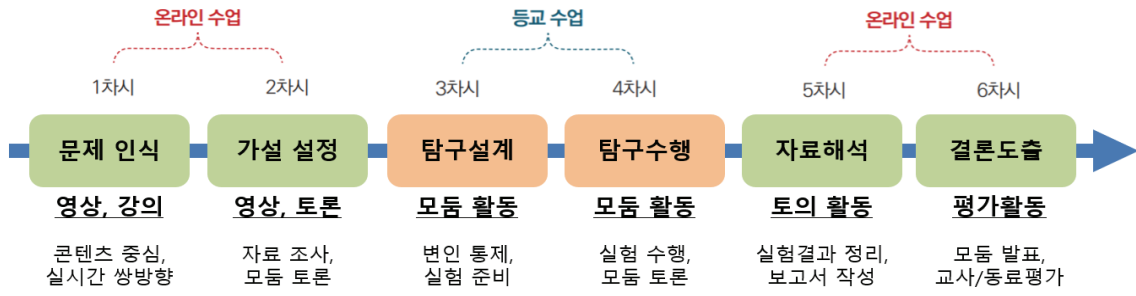 온라인 수업
등교 수업
온라인 수업
1차시
2차시
3차시
4차시
5차시
6차시
문제 인식
가설 설정
탐구설계
탐구수행
자료해석
결론도출
영상, 강의
영상, 토론
모둠 활동
모둠 활동
토의 활동
평가활동
콘텐츠 중심,
실시간 쌍방향
자료 조사,
모둠 토론
변인 통제,
실험 준비
실험 수행,
모둠 토론
실험결과 정리,
보고서 작성
모둠 발표,
교사/동료평가